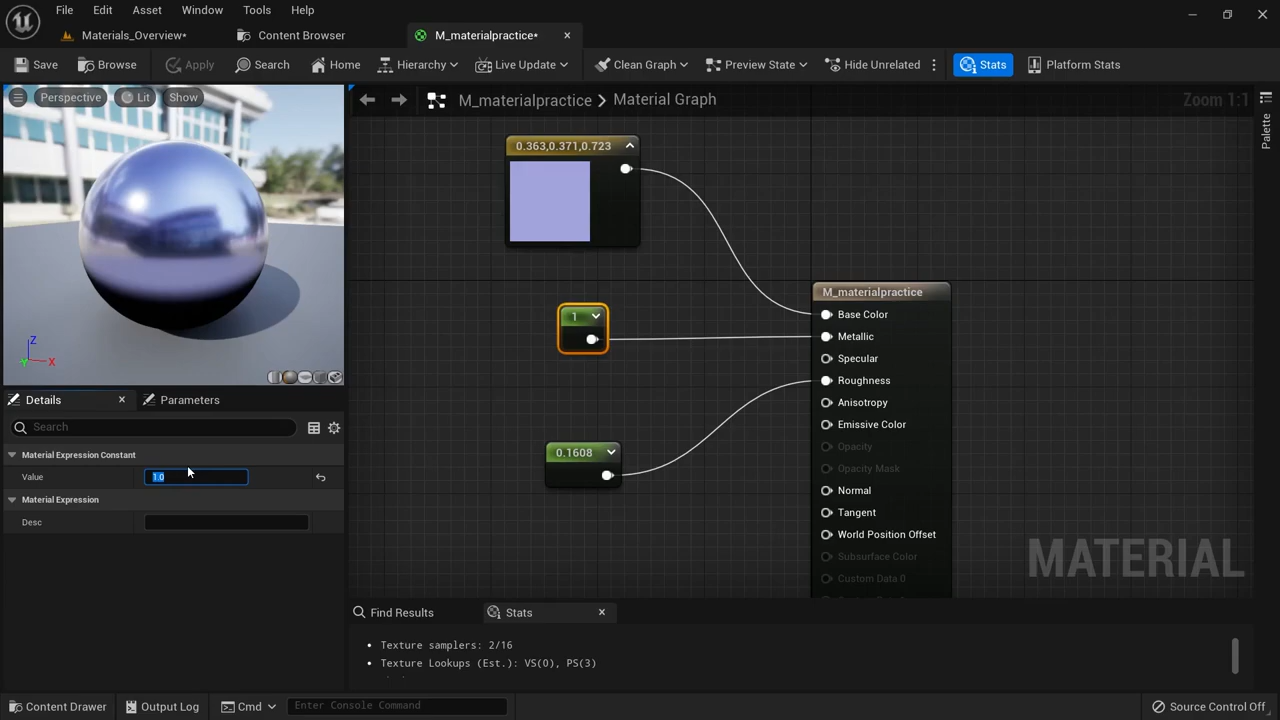 File Edit Asset Window Tools Help
Materials_Overview* Content Browser M_materialpractice*
Save Browse Apply Search Home Hierarchy Live Update Clean Graph Preview State Hide Unrelated Stats Platform Stats
Perspective Lit Show
M_materialpractice Material Graph Zoom 1:1
Palette
0.363,0.371,0.723
1
0.1608
M_materialpractice
Base Color
Metallic
Specular
Roughness
Anisotropy
Emissive Color
Opacity
Opacity Mask
Normal
Tangent
World Position Offset
Subsurface Color
Custom Data 0
MATERIAL
Z
Y X
Details Parameters
Search
Material Expression Constant
Value 1.0
Material Expression
Desc
Find Results Stats
• Texture samplers: 2/16
• Texture Lookups (Est.): VS(0), PS(3)
Content Drawer Output Log Cmd Enter Console Command Source Control Off